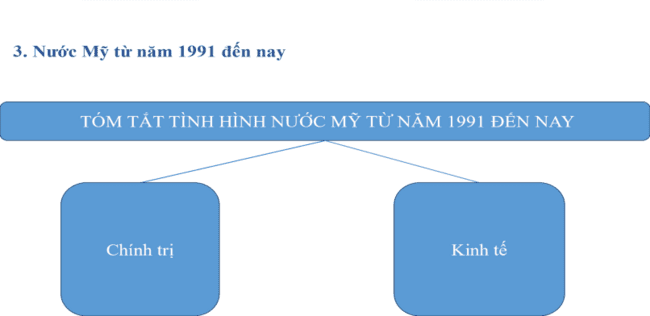 3. Nước Mỹ từ năm 1991 đến nay
TÓM TẮT TÌNH HÌNH NƯỚC MỸ TỪ NĂM 1991 ĐẾN NAY
Chính trị
Kinh tế